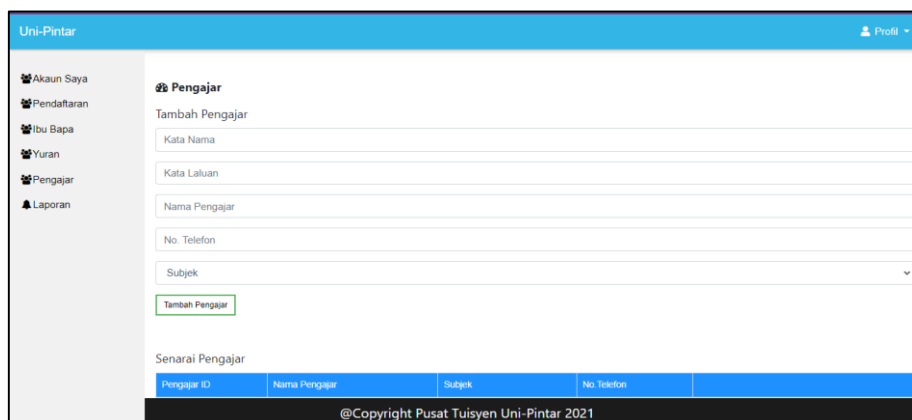 Uni-Pintar
Profil
Akaun Saya
Pendaftaran
Ibu Bapa
Yuran
Pengajar
Laporan
Pengajar
Tambah Pengajar
Kata Nama
Kata Laluan
Nama Pengajar
No. Telefon
Subjek
Tambah Pengajar
Senarai Pengajar
Pengajar ID Nama Pengajar Subjek No.Telefon
@Copyright Pusat Tuisyen Uni-Pintar 2021